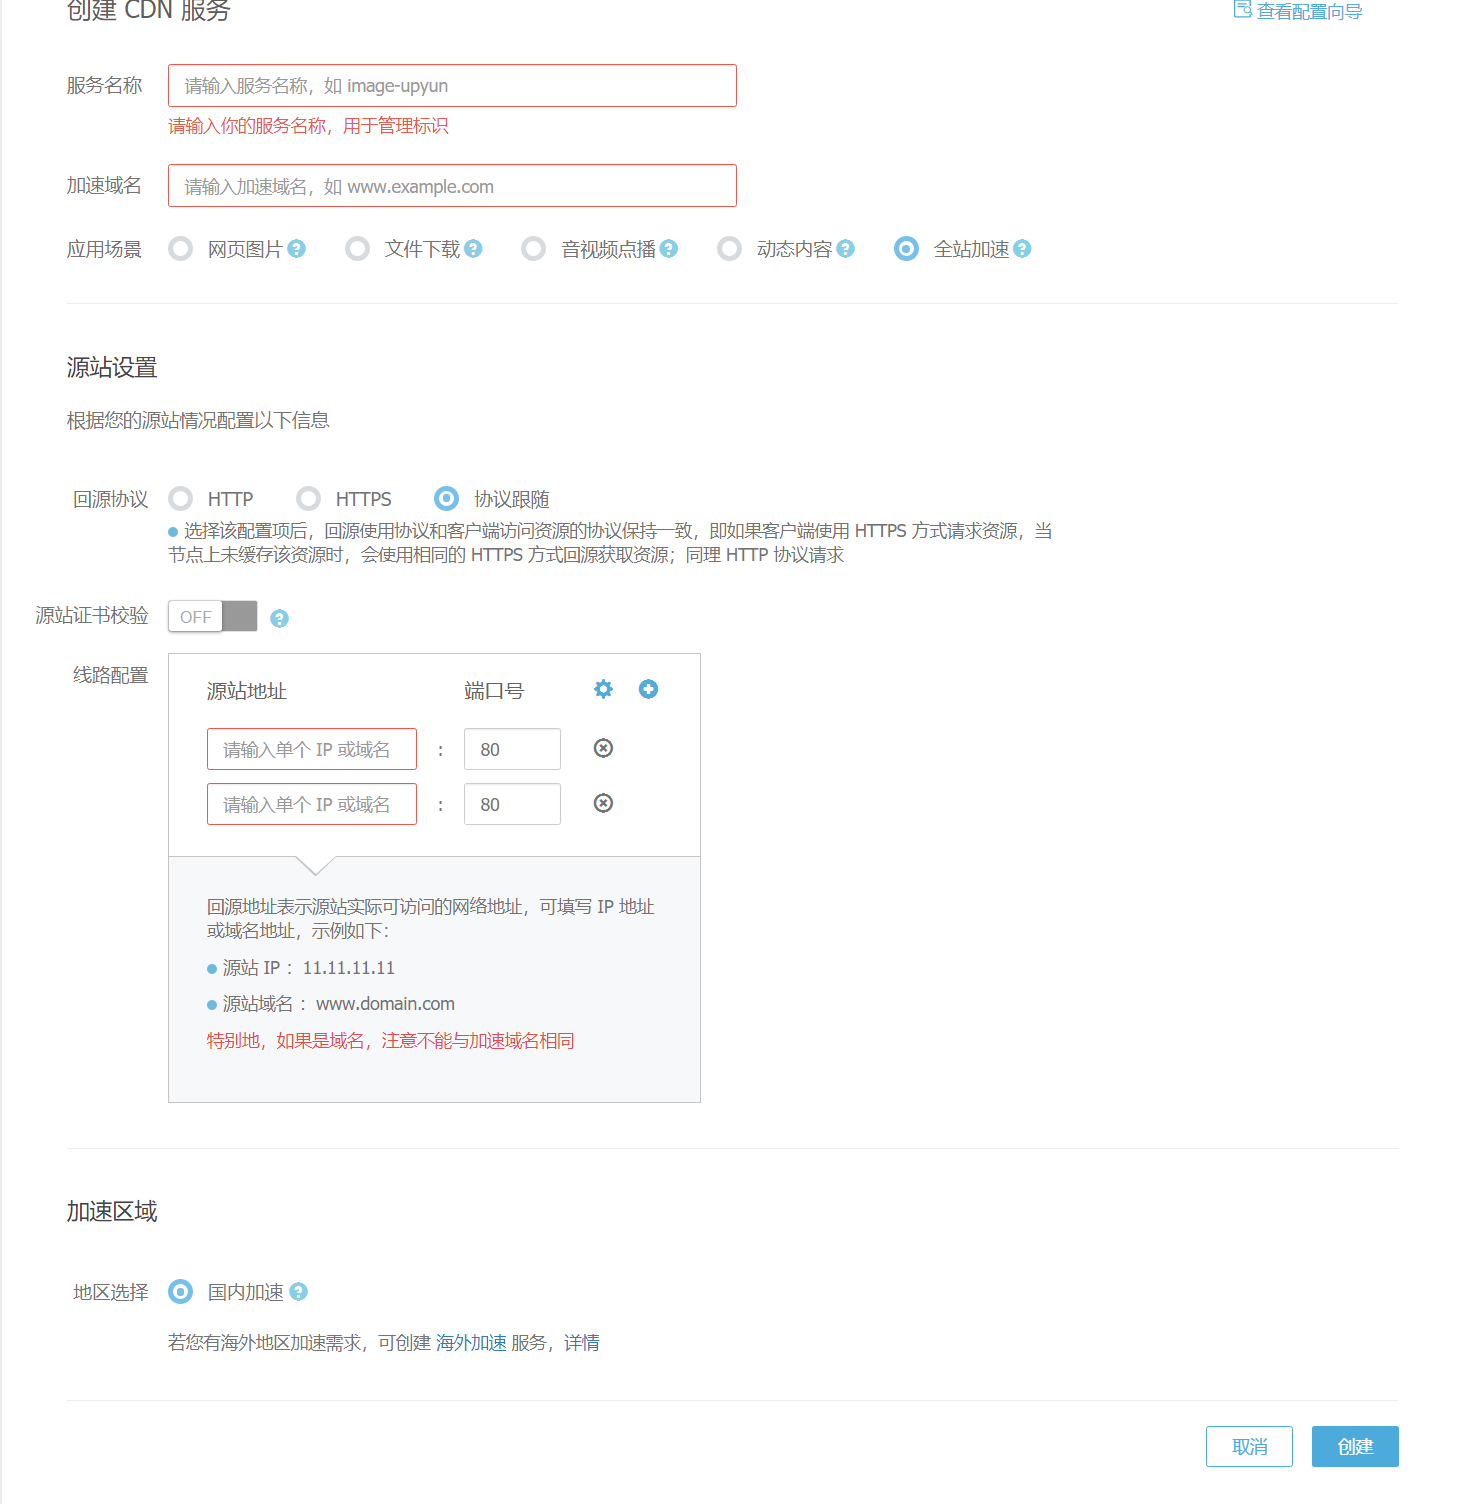 创建 CDN 服务
查看配置向导
服务名称
请输入服务名称，如 image-upyun
请输入你的服务名称，用于管理标识
加速域名
请输入加速域名，如 www.example.com
应用场景 网页图片 ? 文件下载 ? 音视频点播 ? 动态内容 ? 全站加速 ?
源站设置
根据您的源站情况配置以下信息
回源协议 HTTP HTTPS 协议跟随
选择该配置项后，回源使用协议和客户端访问资源的协议保持一致，即如果客户端使用 HTTPS 方式请求资源，当
节点上未缓存该资源时，会使用相同的 HTTPS 方式回源获取资源；同理 HTTP 协议请求
源站证书校验 OFF ?
线路配置
源站地址 端口号
请输入单个 IP 或域名 : 80
请输入单个 IP 或域名 : 80
回源地址表示源站实际可访问的网络地址，可填写 IP 地址
或域名地址，示例如下：
源站 IP ：11.11.11.11
源站域名 ：www.domain.com
特别地，如果是域名，注意不能与加速域名相同
加速区域
地区选择 国内加速 ?
若您有海外地区加速需求，可创建 海外加速 服务，详情
取消 创建